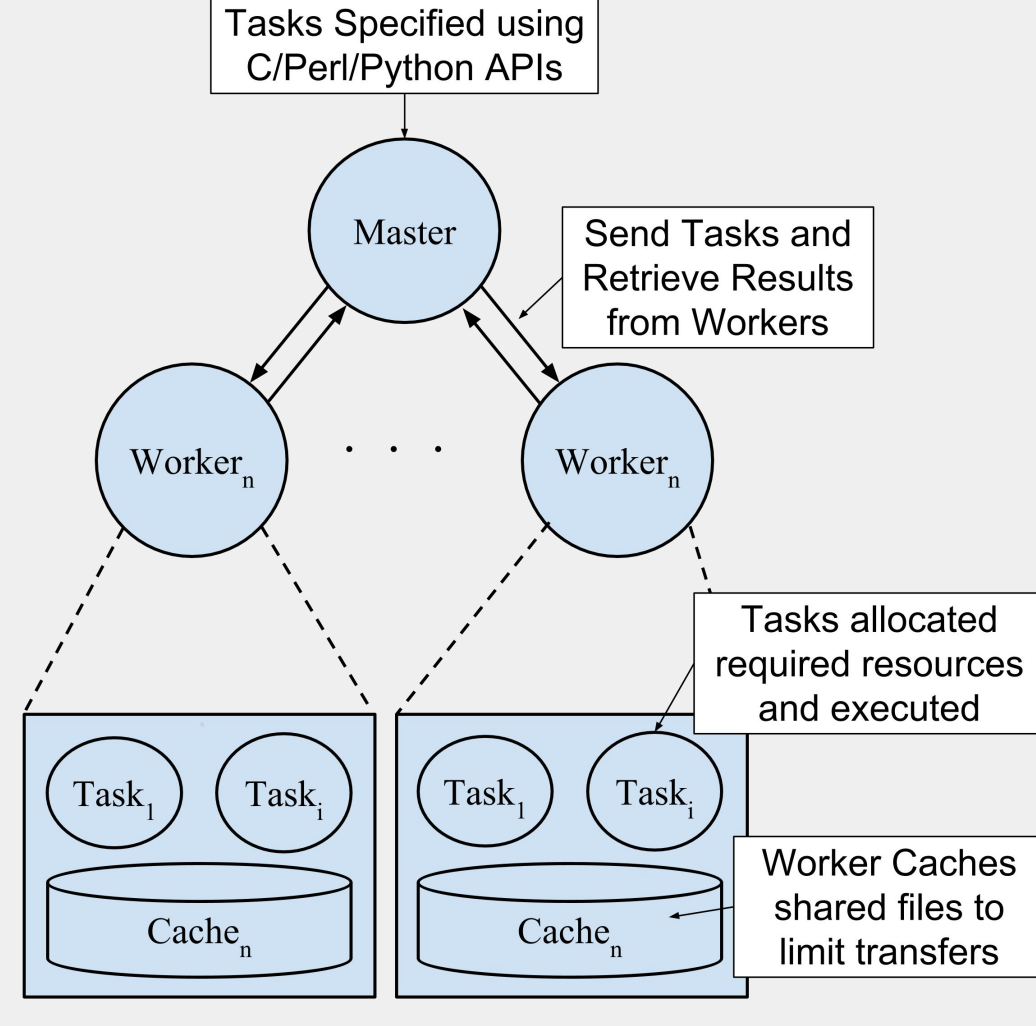 Tasks Specified using
C/Perl/Python APIs
Master
Send Tasks and
Retrieve Results
from Workers
Workerₙ
. . .
Workerₙ
Tasks allocated
required resources
and executed
Task₁
Taskᵢ
Task₁
Taskᵢ
Worker Caches
shared files to
limit transfers
Cacheₙ
Cacheₙ